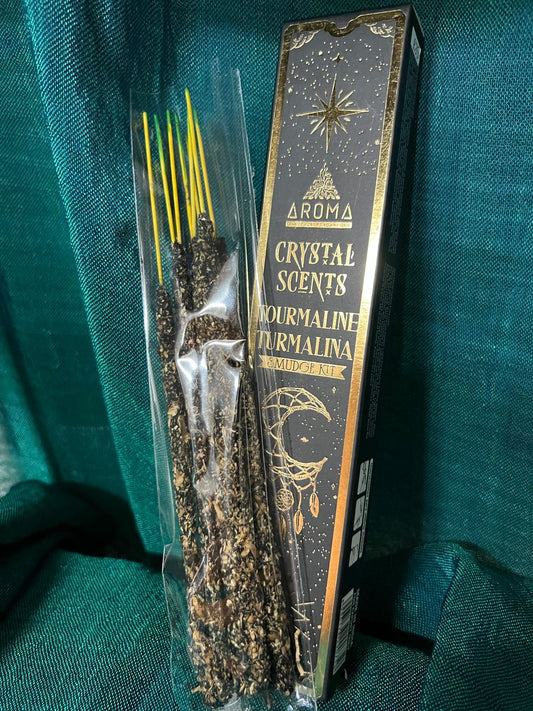 AROMA
CRYSTAL
SCENTS
TOURMALINE
TURMALINA
SMUDGE KIT